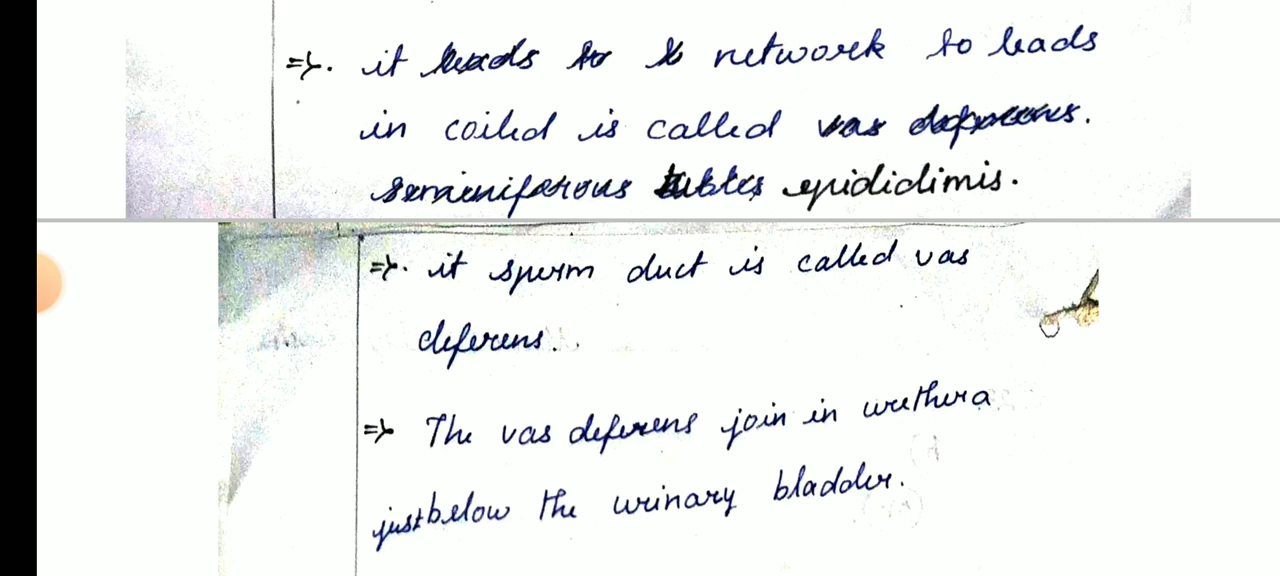 =>. it leads to a network to leads
in coiled is called vas deferens.
seminiferous tubles epididimis.
=>. it sperm duct is called vas
deferens.
=> The vas deferens join in urethera
just below the urinary bladder.